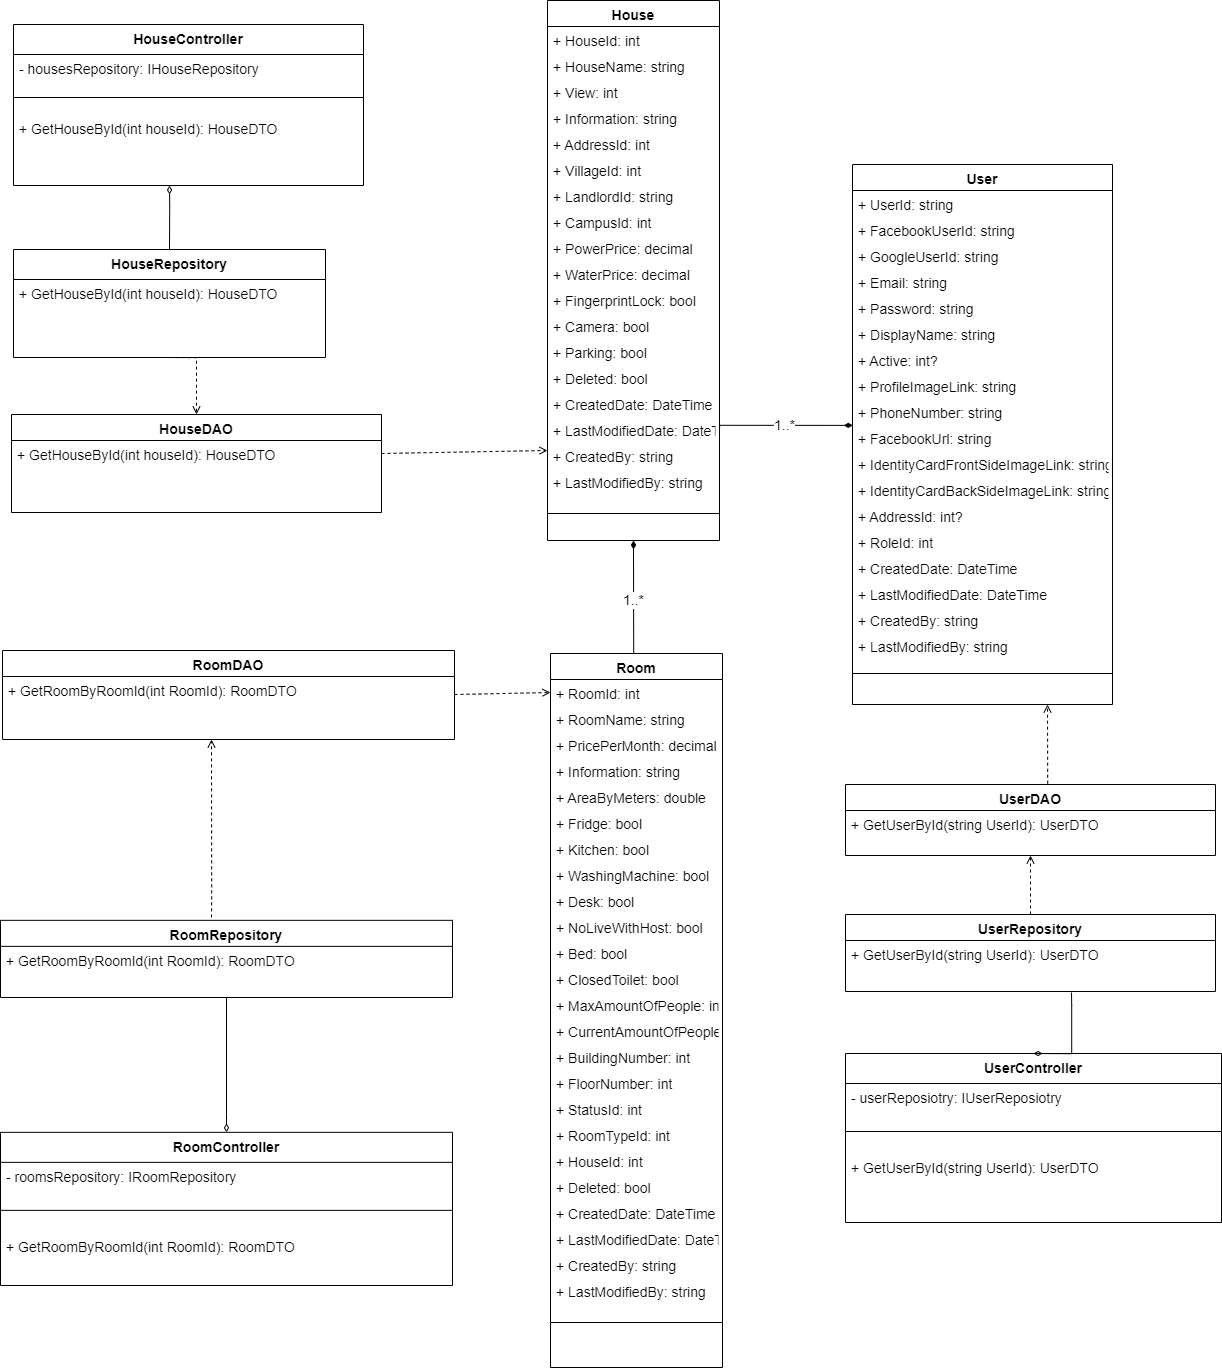 HouseController
- housesRepository: IHouseRepository
+ GetHouseById(int houseId): HouseDTO
HouseRepository
+ GetHouseById(int houseId): HouseDTO
HouseDAO
+ GetHouseById(int houseId): HouseDTO
House
+ HouseId: int
+ HouseName: string
+ View: int
+ Information: string
+ AddressId: int
+ VillageId: int
+ LandlordId: string
+ CampusId: int
+ PowerPrice: decimal
+ WaterPrice: decimal
+ FingerprintLock: bool
+ Camera: bool
+ Parking: bool
+ Deleted: bool
+ CreatedDate: DateTime
+ LastModifiedDate: DateT
+ CreatedBy: string
+ LastModifiedBy: string
1..*
User
+ UserId: string
+ FacebookUserId: string
+ GoogleUserId: string
+ Email: string
+ Password: string
+ DisplayName: string
+ Active: int?
+ ProfileImageLink: string
+ PhoneNumber: string
+ FacebookUrl: string
+ IdentityCardFrontSideImageLink: string
+ IdentityCardBackSideImageLink: string
+ AddressId: int?
+ RoleId: int
+ CreatedDate: DateTime
+ LastModifiedDate: DateTime
+ CreatedBy: string
+ LastModifiedBy: string
1..*
RoomDAO
+ GetRoomByRoomId(int RoomId): RoomDTO
RoomRepository
+ GetRoomByRoomId(int RoomId): RoomDTO
RoomController
- roomsRepository: IRoomRepository
+ GetRoomByRoomId(int RoomId): RoomDTO
Room
+ RoomId: int
+ RoomName: string
+ PricePerMonth: decimal
+ Information: string
+ AreaByMeters: double
+ Fridge: bool
+ Kitchen: bool
+ WashingMachine: bool
+ Desk: bool
+ NoLiveWithHost: bool
+ Bed: bool
+ ClosedToilet: bool
+ MaxAmountOfPeople: in
+ CurrentAmountOfPeople
+ BuildingNumber: int
+ FloorNumber: int
+ StatusId: int
+ RoomTypeId: int
+ HouseId: int
+ Deleted: bool
+ CreatedDate: DateTime
+ LastModifiedDate: DateT
+ CreatedBy: string
+ LastModifiedBy: string
UserDAO
+ GetUserById(string UserId): UserDTO
UserRepository
+ GetUserById(string UserId): UserDTO
UserController
- userReposiotry: IUserReposiotry
+ GetUserById(string UserId): UserDTO